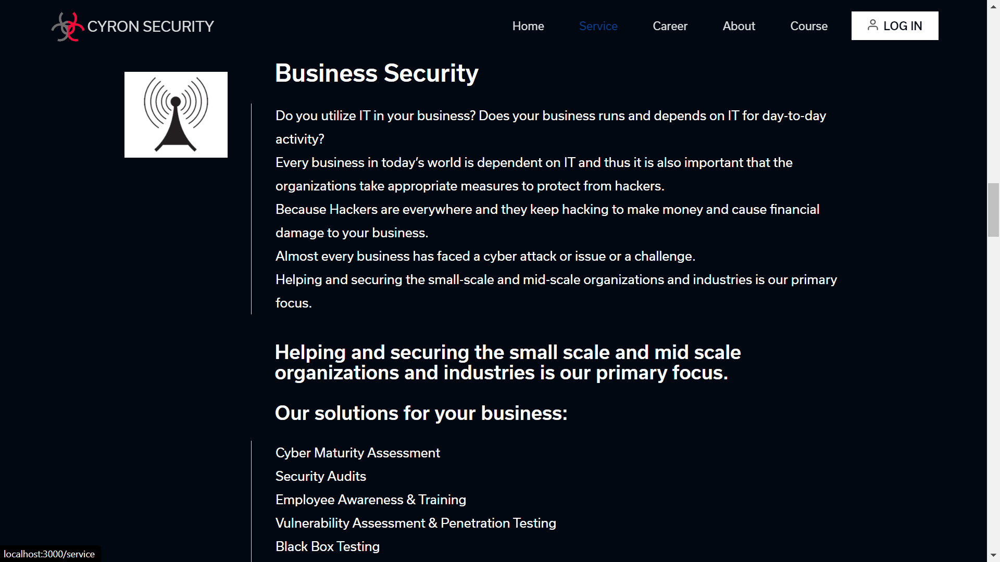 CYRON SECURITY
Home
Service
Career
About
Course
LOG IN
Business Security
Do you utilize IT in your business? Does your business runs and depends on IT for day-to-day
activity?
Every business in today's world is dependent on IT and thus it is also important that the
organizations take appropriate measures to protect from hackers.
Because Hackers are everywhere and they keep hacking to make money and cause financial
damage to your business.
Almost every business has faced a cyber attack or issue or a challenge.
Helping and securing the small-scale and mid-scale organizations and industries is our primary
focus.
Helping and securing the small scale and mid scale
organizations and industries is our primary focus.
Our solutions for your business:
Cyber Maturity Assessment
Security Audits
Employee Awareness & Training
Vulnerability Assessment & Penetration Testing
Black Box Testing
localhost:3000/service